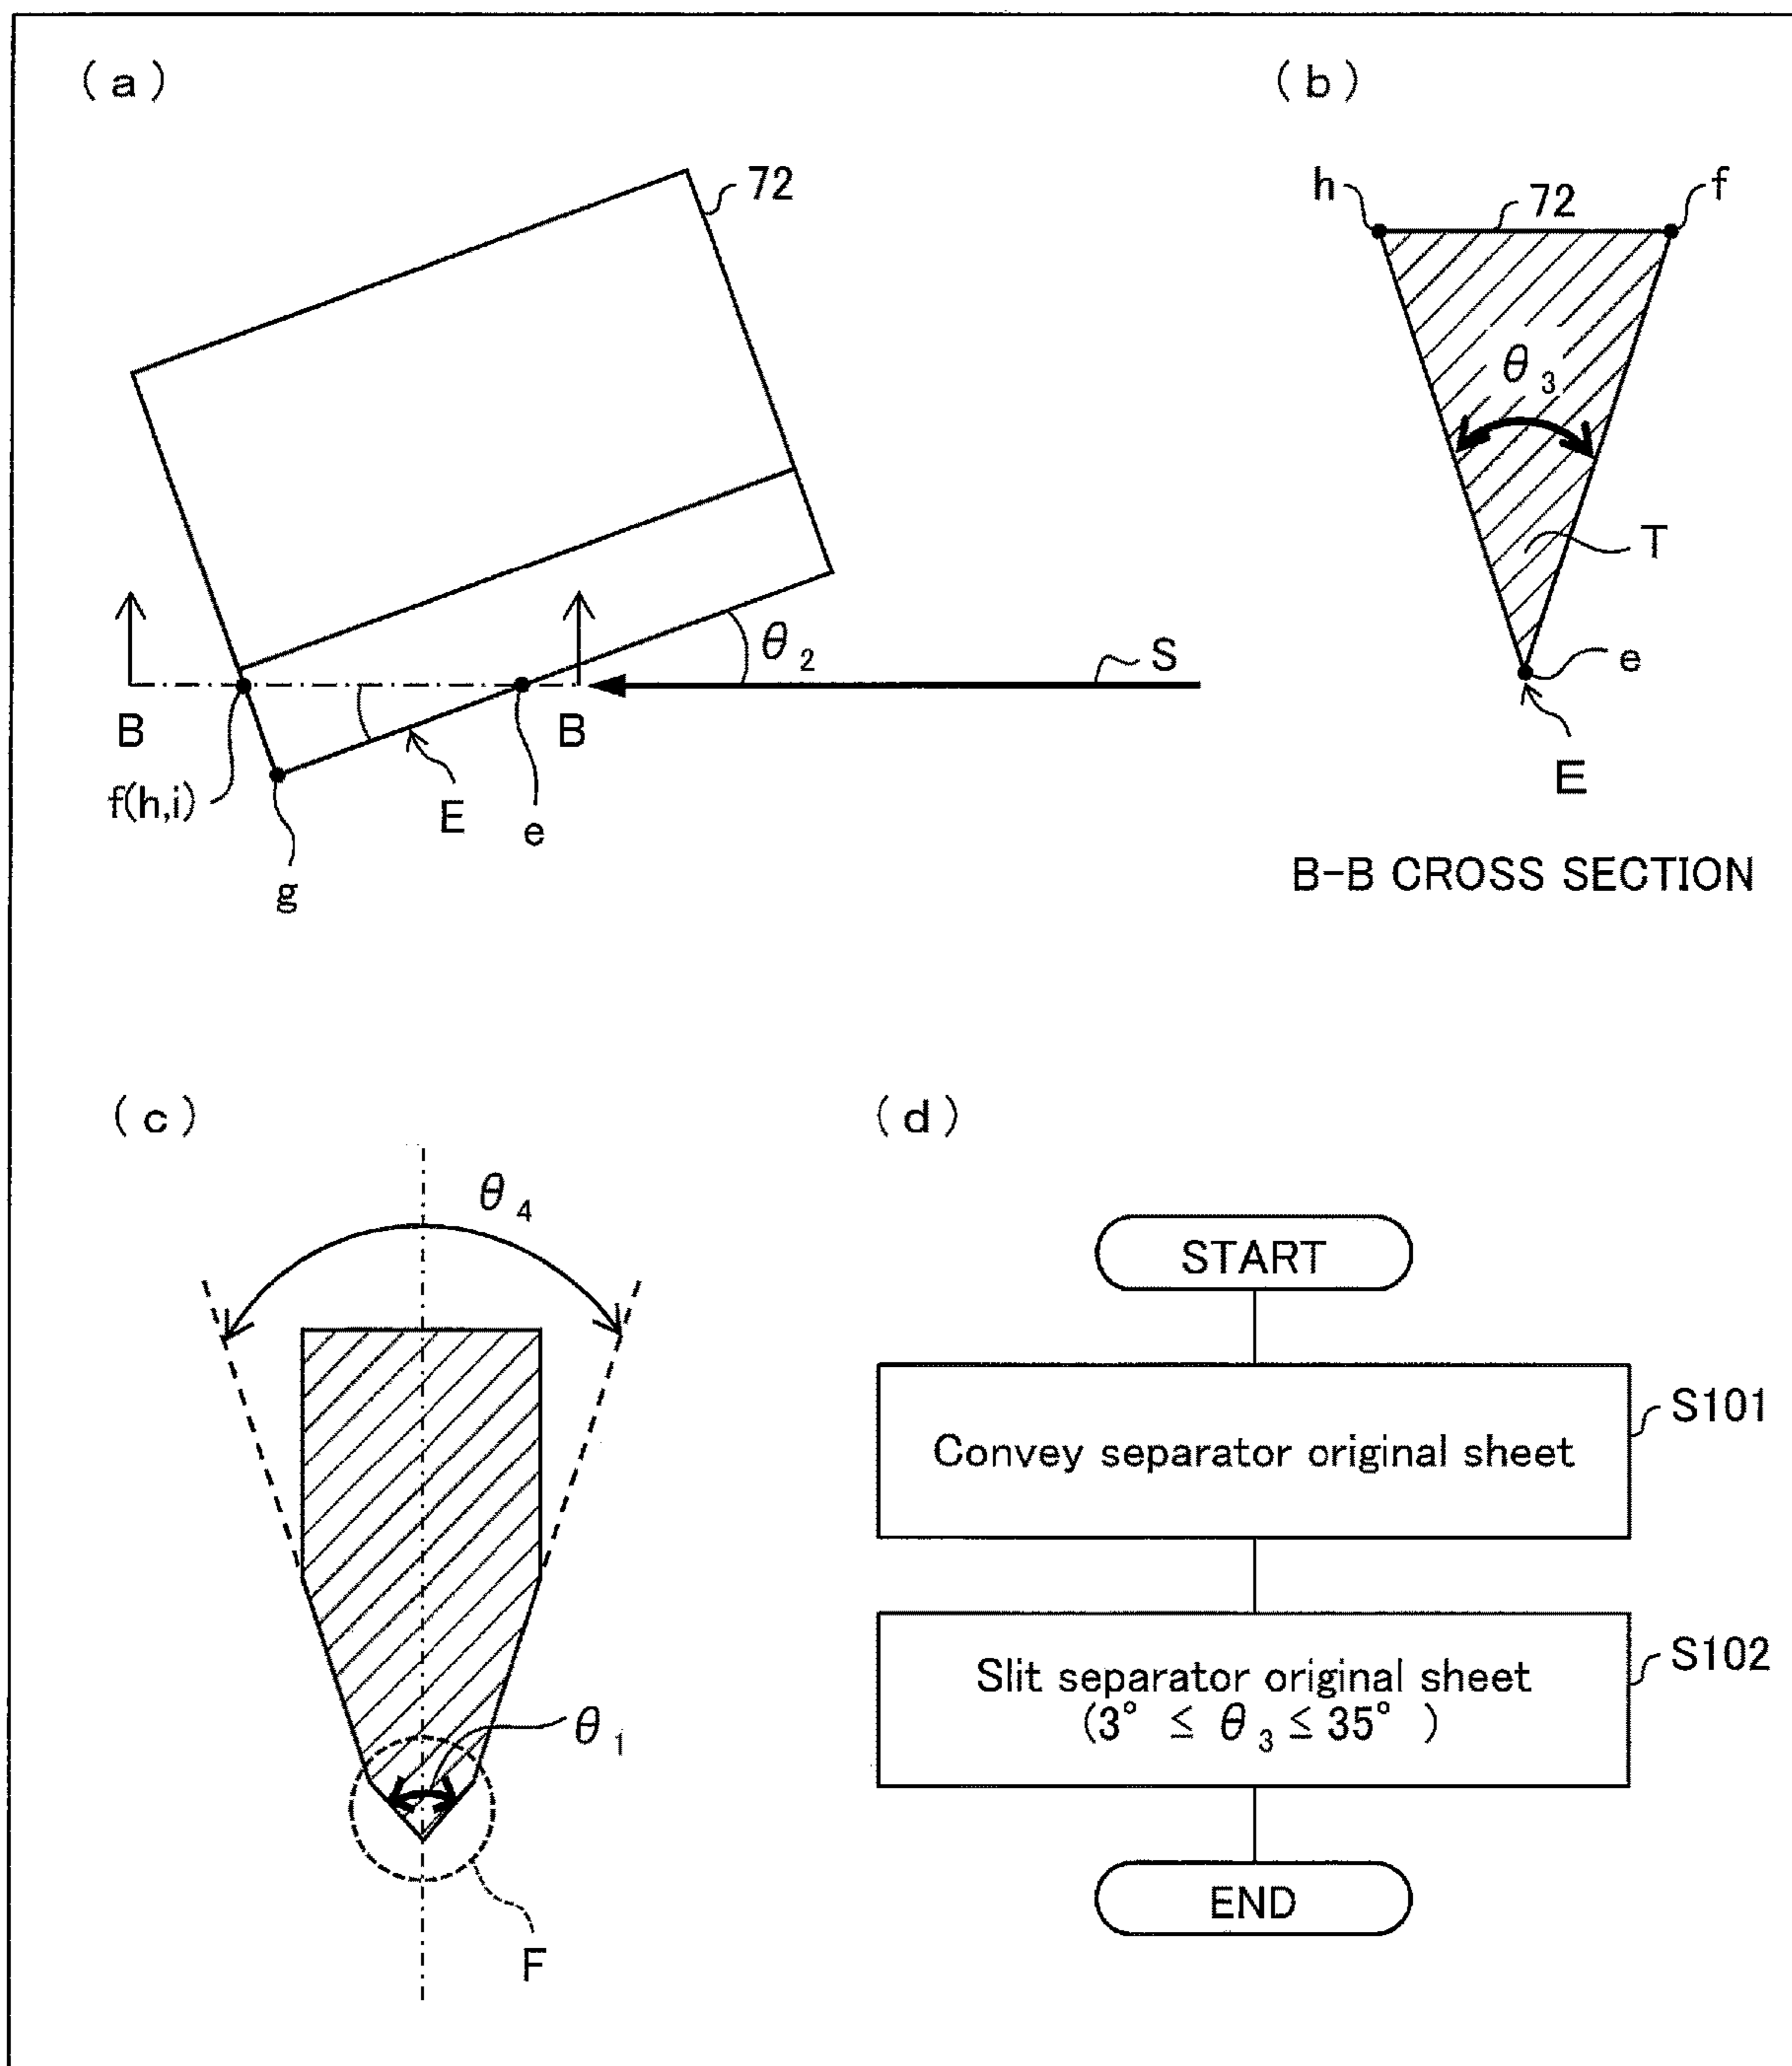 (a)
72
θ2
S
B
B
f(h,i)
E
e
g
(b)
h
72
f
θ3
T
e
E
B-B CROSS SECTION
(c)
θ4
θ1
F
(d)
START
Convey separator original sheet
S101
Slit separator original sheet
(3° ≤ θ3 ≤ 35° )
S102
END